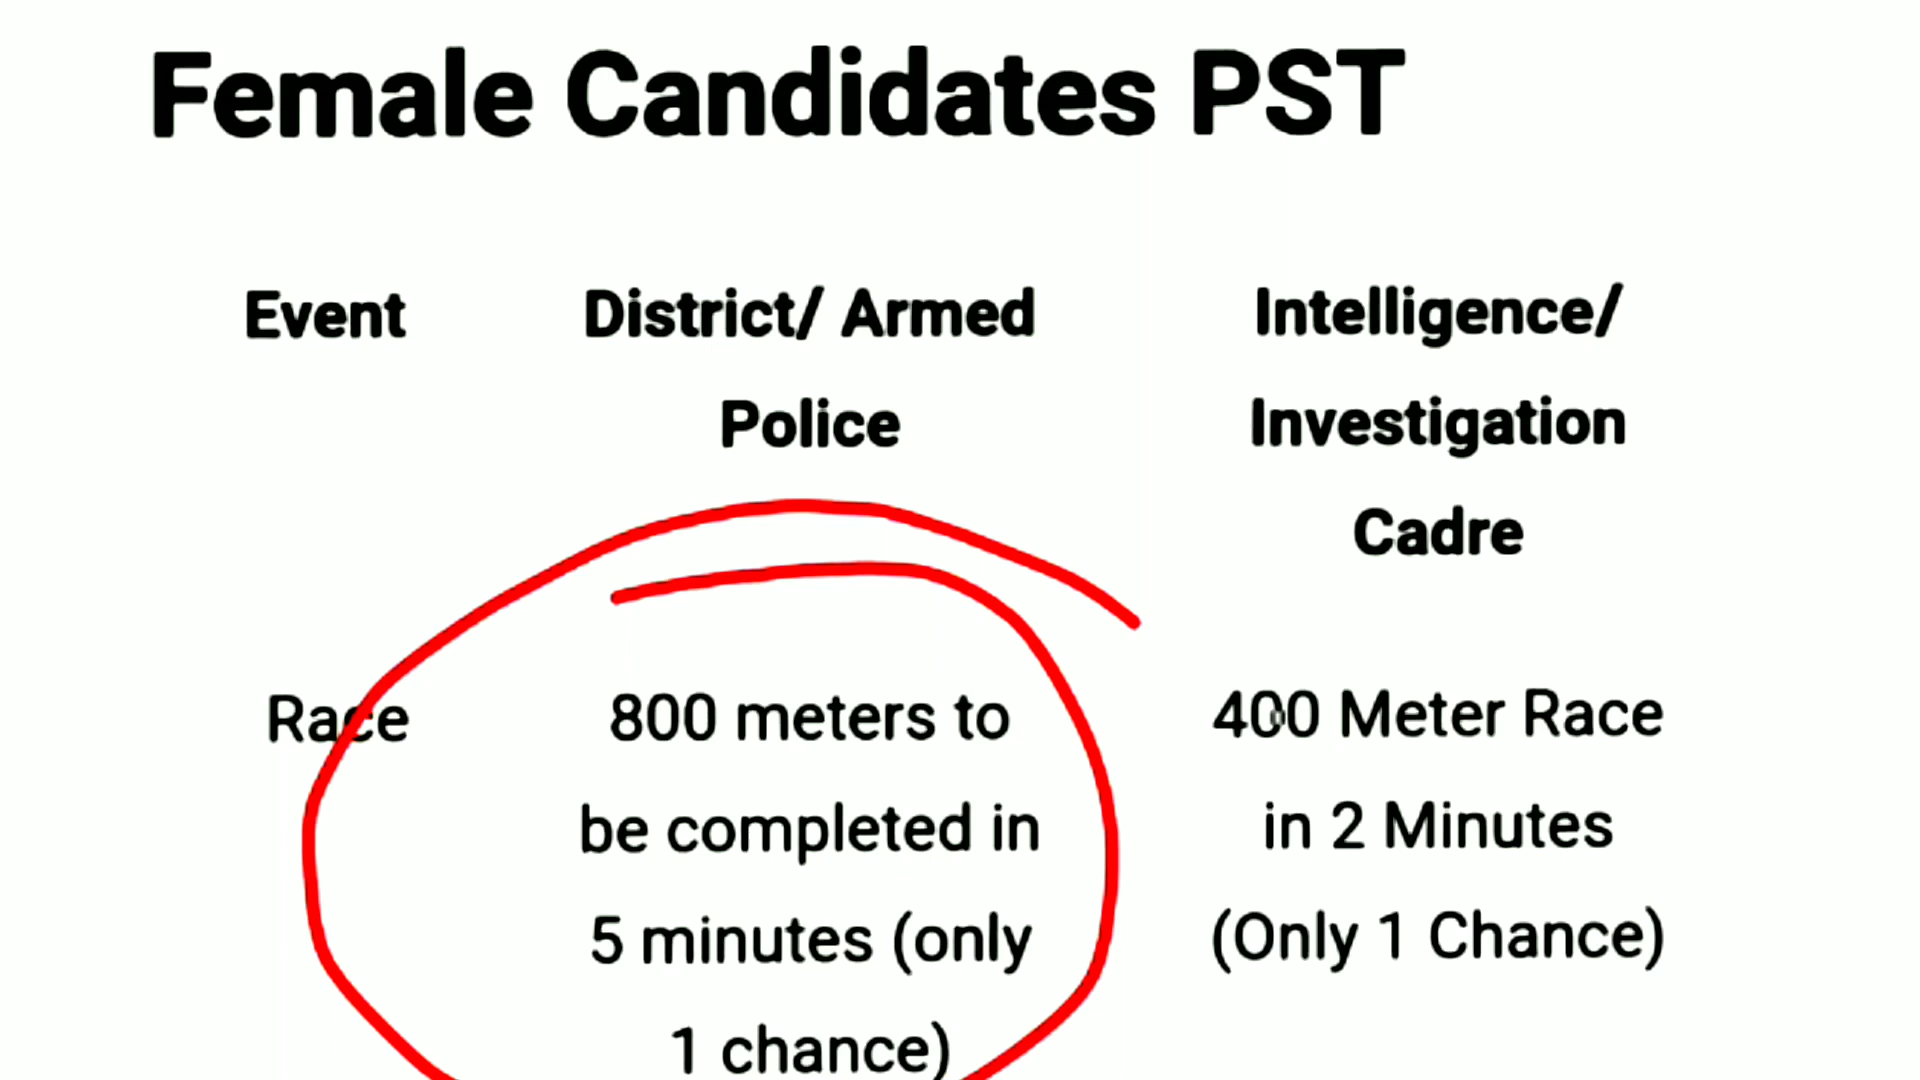 Female Candidates PST
Event
District/ Armed
Police
Intelligence/
Investigation
Cadre
Race
800 meters to
be completed in
5 minutes (only
1 chance)
400 Meter Race
in 2 Minutes
(Only 1 Chance)